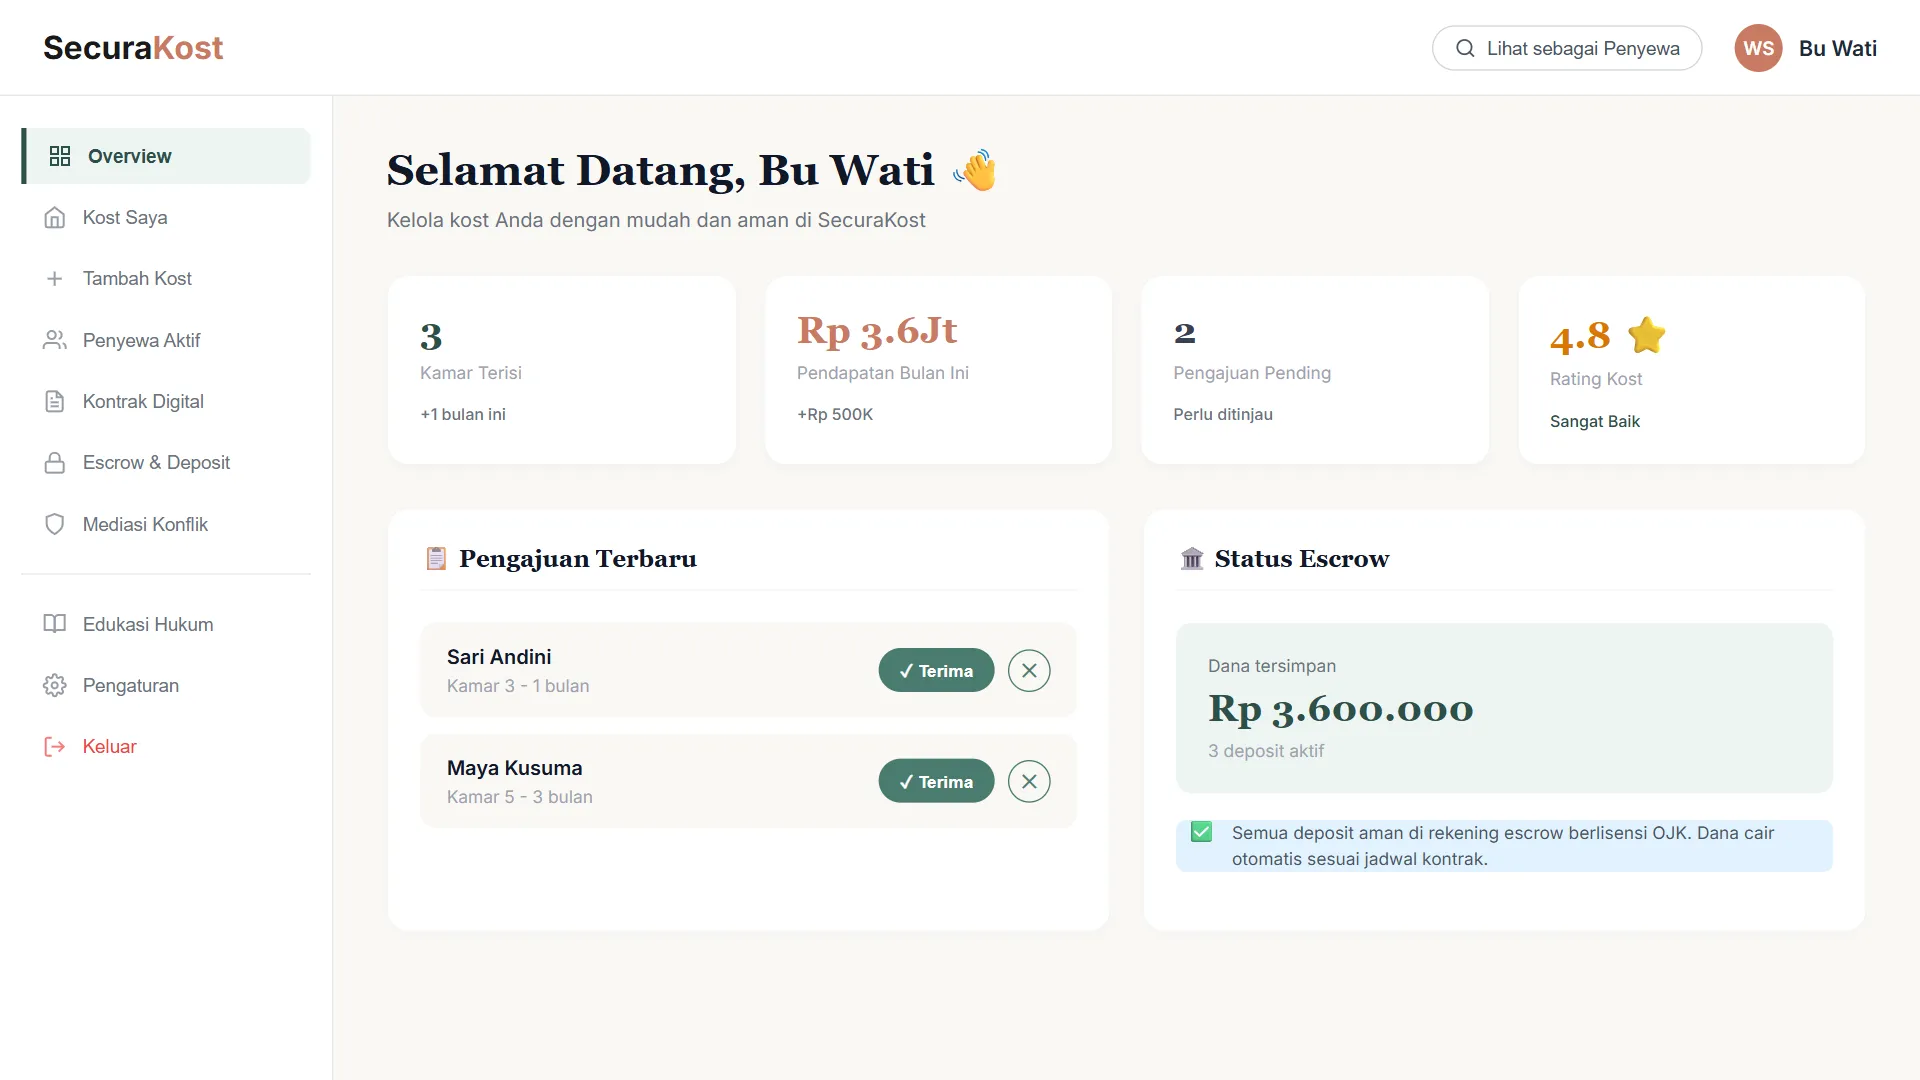 SecuraKost
Lihat sebagai Penyewa
WS
Bu Wati
Overview
Kost Saya
Tambah Kost
Penyewa Aktif
Kontrak Digital
Escrow & Deposit
Mediasi Konflik
Edukasi Hukum
Pengaturan
Keluar
Selamat Datang, Bu Wati 👋
Kelola kost Anda dengan mudah dan aman di SecuraKost
3
Kamar Terisi
+1 bulan ini
Rp 3.6Jt
Pendapatan Bulan Ini
+Rp 500K
2
Pengajuan Pending
Perlu ditinjau
4.8 ⭐
Rating Kost
Sangat Baik
📋 Pengajuan Terbaru
Sari Andini
Kamar 3 - 1 bulan
✓ Terima
Maya Kusuma
Kamar 5 - 3 bulan
✓ Terima
🏛️ Status Escrow
Dana tersimpan
Rp 3.600.000
3 deposit aktif
✅ Semua deposit aman di rekening escrow berlisensi OJK. Dana cair
otomatis sesuai jadwal kontrak.